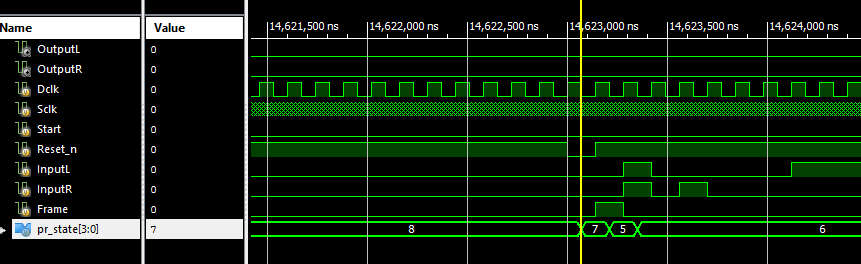 Name Value 14,621,500 ns 14,622,000 ns 14,622,500 ns 14,623,000 ns 14,623,500 ns 14,624,000 ns
OutputL 0
OutputR 0
Dclk 0
Sclk 0
Start 0
Reset_n 0
InputL 0
InputR 0
Frame 0
pr_state[3:0] 7 8 7 5 6